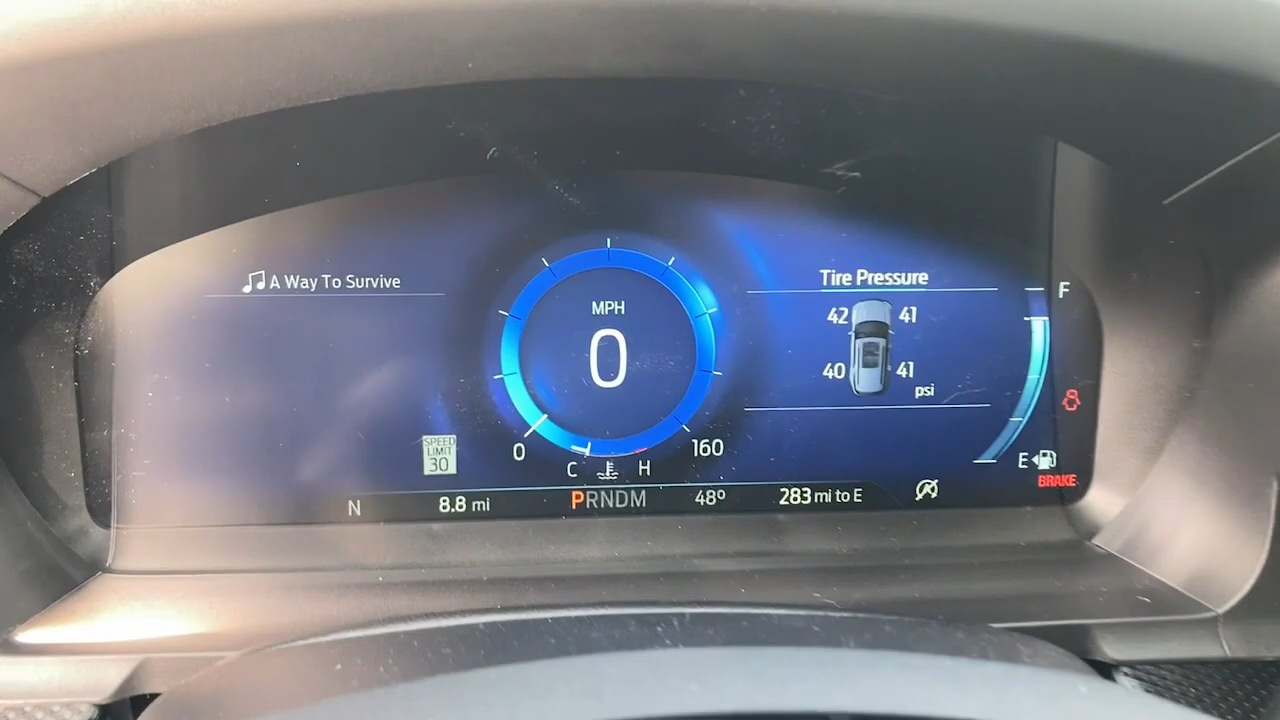 A Way To Survive
MPH
0
0
160
C
H
SPEED
LIMIT
30
Tire Pressure
42
41
40
41
psi
F
E
BRAKE
N
8.8 mi
PRNDM
48º
283 mi to E